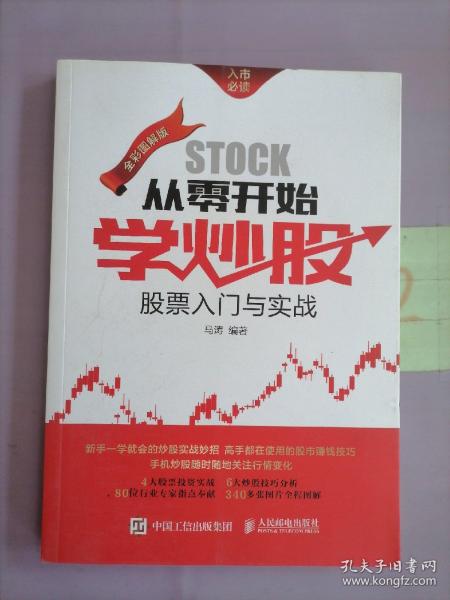 入市
必读
全彩图解版
STOCK
从零开始
学炒股
股票入门与实战
马涛 编著
新手一学就会的炒股实战妙招 高手都在使用的股市赚钱技巧
手机炒股随时随地关注行情变化
4大股票投资实战 6大炒股技巧分析
80位行业专家指点奉献 340多张图片全程图解
中国工信出版集团 人民邮电出版社
POSTS & TELECOM PRESS
孔夫子旧书网
www.kongfz.com